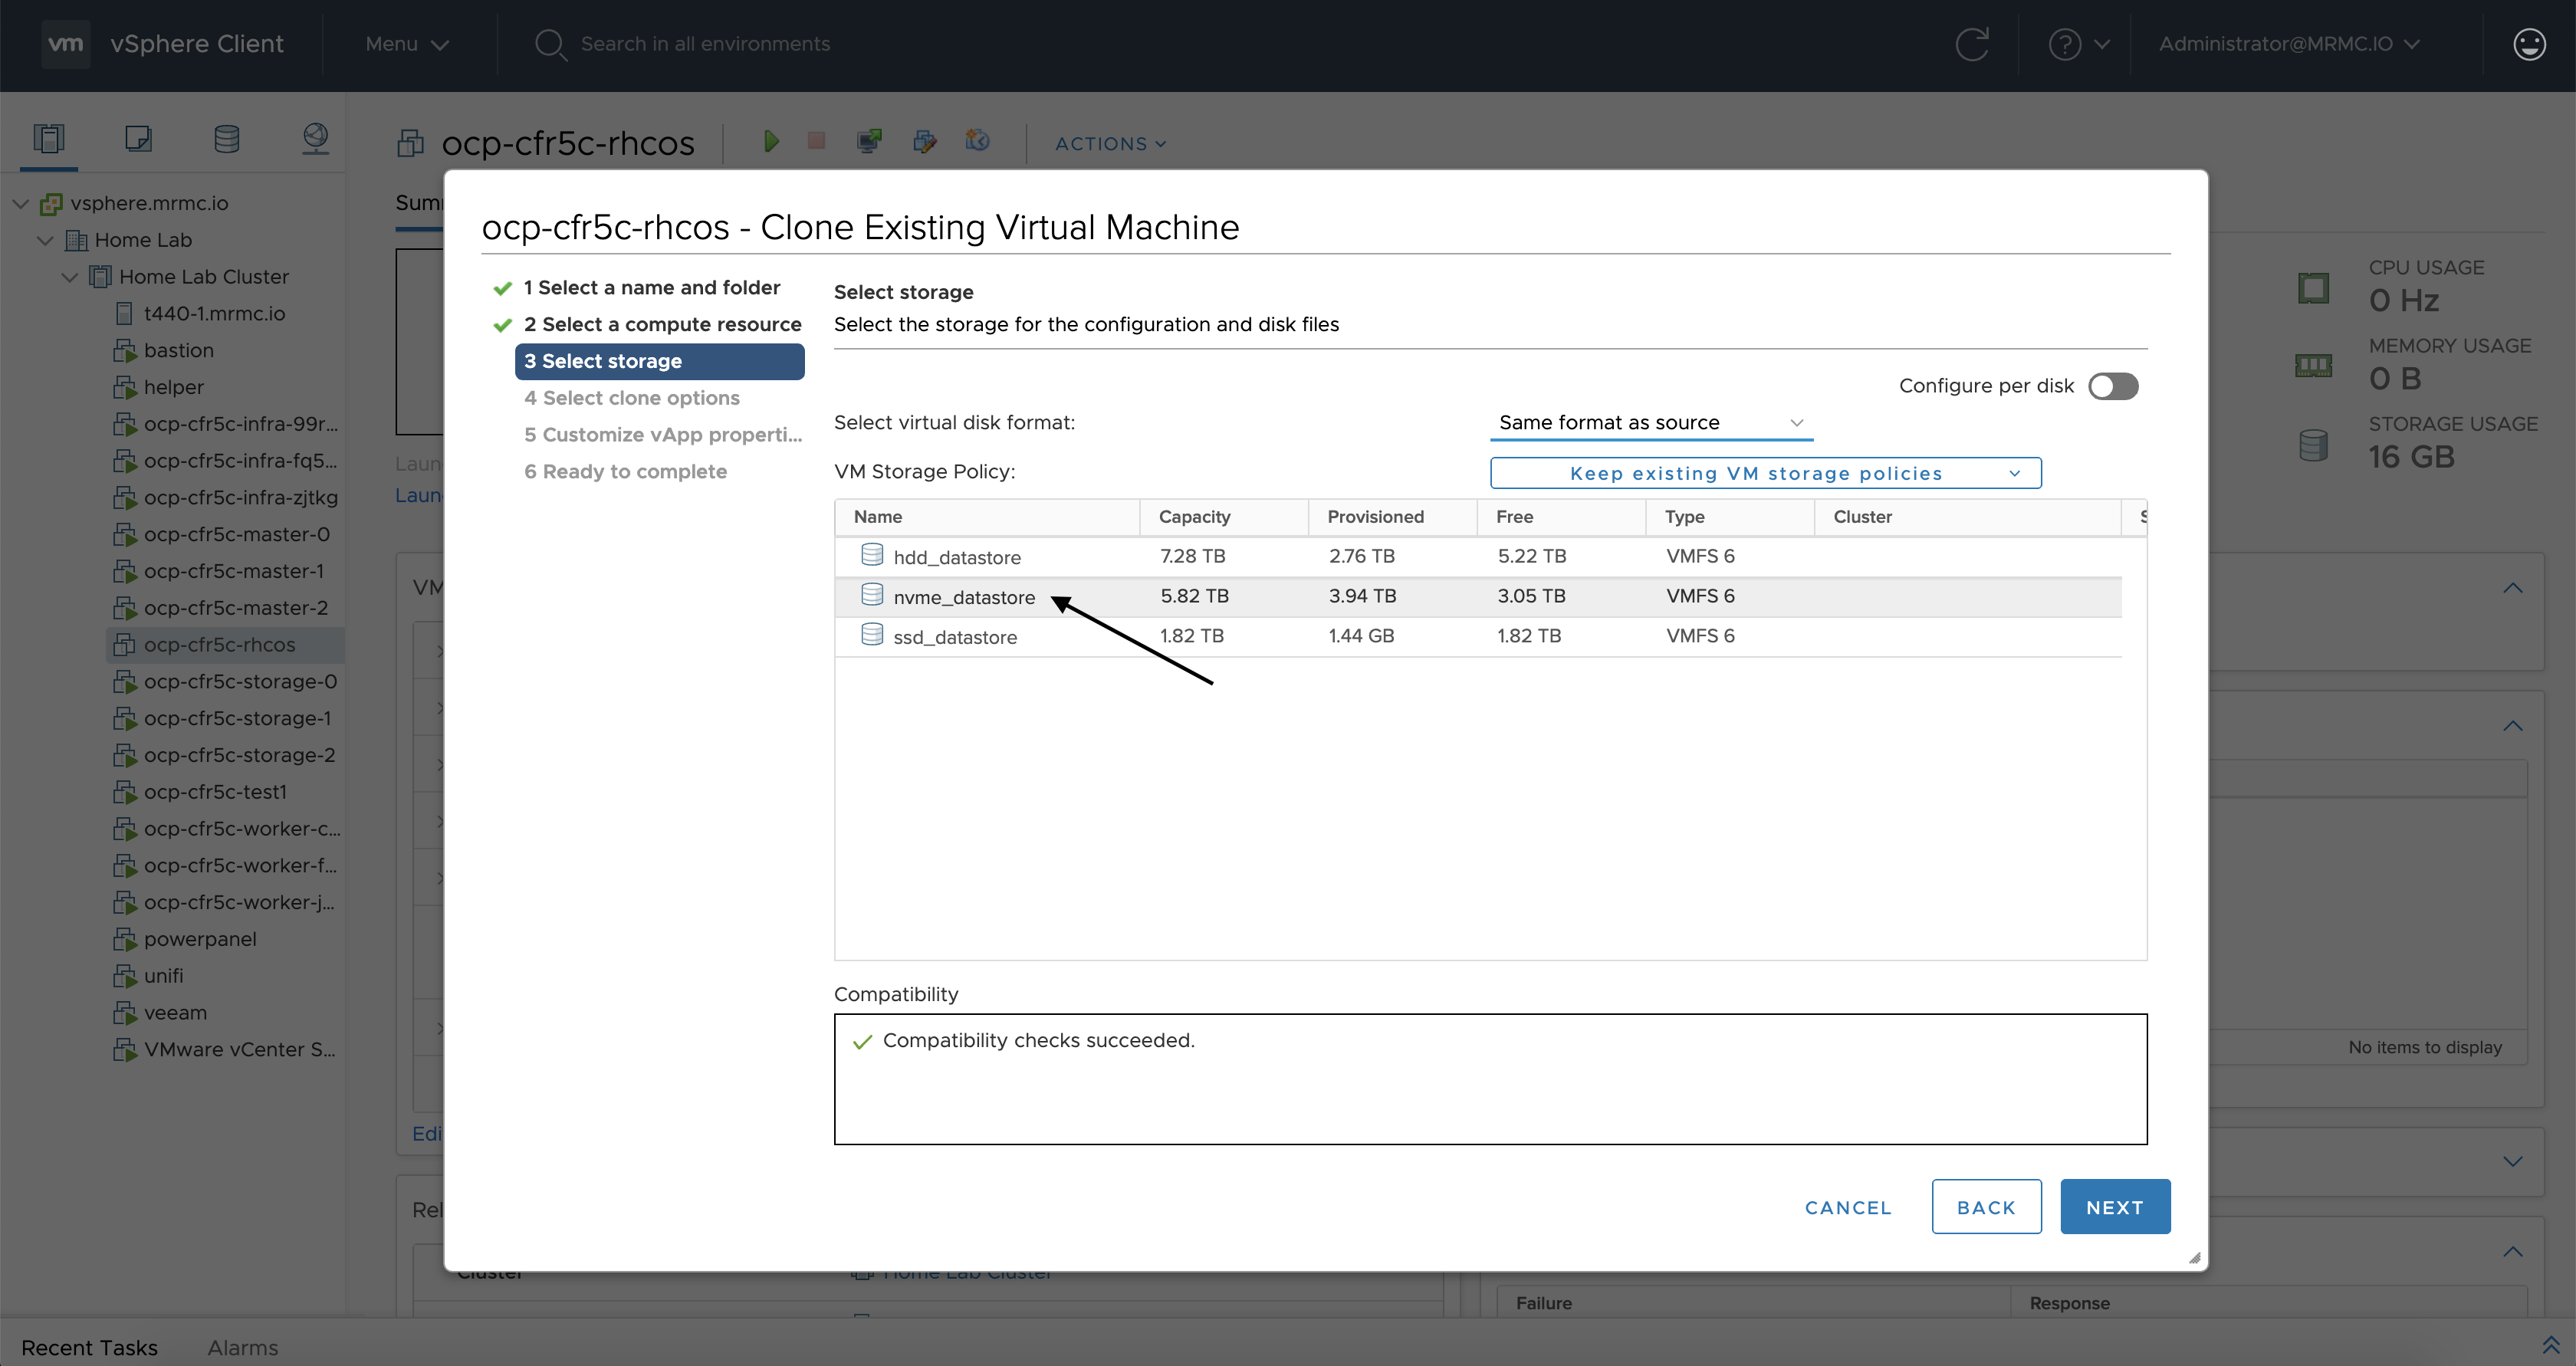 vm vSphere Client Menu Search in all environments Administrator@MRMC.IO
ocp-cfr5c-rhcos ACTIONS
vsphere.mrmc.io
Home Lab
Home Lab Cluster
t440-1.mrmc.io
bastion
helper
ocp-cfr5c-infra-99r...
ocp-cfr5c-infra-fq5...
ocp-cfr5c-infra-zjtkg
ocp-cfr5c-master-0
ocp-cfr5c-master-1
ocp-cfr5c-master-2
ocp-cfr5c-rhcos
ocp-cfr5c-storage-0
ocp-cfr5c-storage-1
ocp-cfr5c-storage-2
ocp-cfr5c-test1
ocp-cfr5c-worker-c...
ocp-cfr5c-worker-f...
ocp-cfr5c-worker-j...
powerpanel
unifi
veeam
VMware vCenter S...
ocp-cfr5c-rhcos - Clone Existing Virtual Machine
1 Select a name and folder
2 Select a compute resource
3 Select storage
4 Select clone options
5 Customize vApp properti...
6 Ready to complete
Select storage
Select the storage for the configuration and disk files
Configure per disk
Select virtual disk format: Same format as source
VM Storage Policy: Keep existing VM storage policies
Name Capacity Provisioned Free Type Cluster
hdd_datastore 7.28 TB 2.76 TB 5.22 TB VMFS 6
nvme_datastore 5.82 TB 3.94 TB 3.05 TB VMFS 6
ssd_datastore 1.82 TB 1.44 GB 1.82 TB VMFS 6
Compatibility
Compatibility checks succeeded.
CANCEL BACK NEXT
CPU USAGE
0 Hz
MEMORY USAGE
0 B
STORAGE USAGE
16 GB
No items to display
Cluster Home Lab Cluster
Failure Response
Recent Tasks Alarms